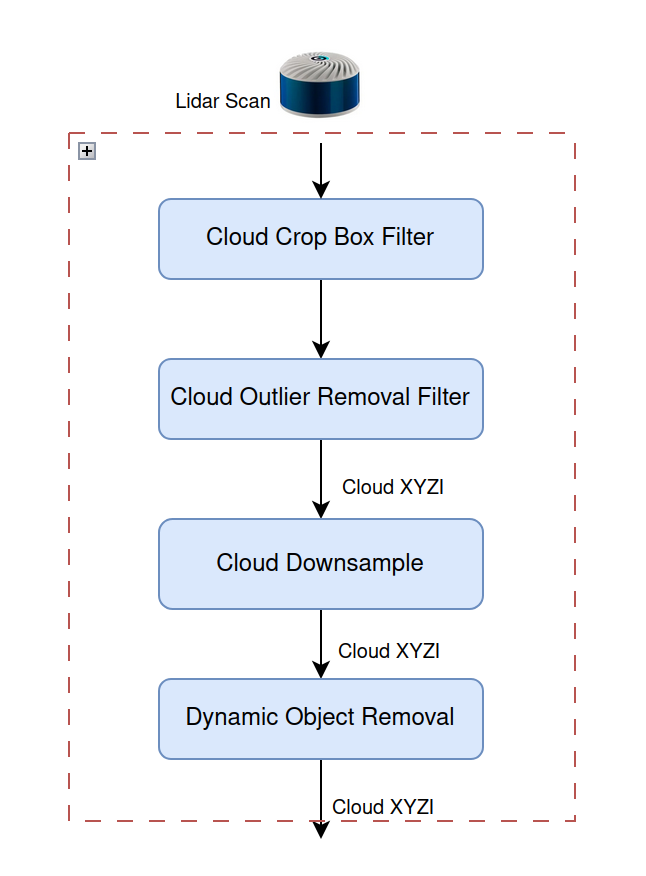 Lidar Scan
Cloud Crop Box Filter
Cloud Outlier Removal Filter
Cloud XYZI
Cloud Downsample
Cloud XYZI
Dynamic Object Removal
Cloud XYZI